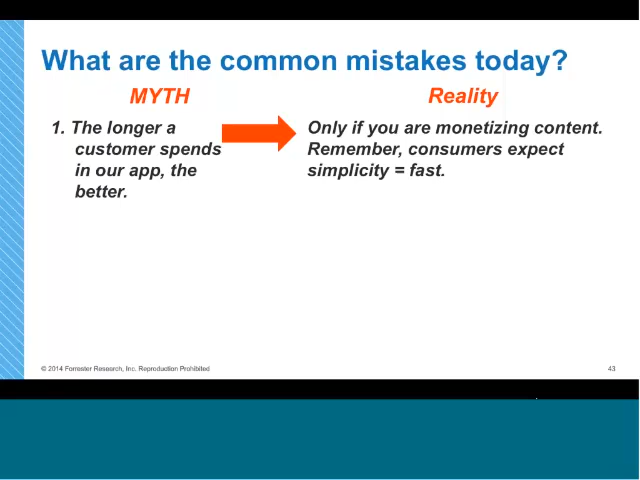 What are the common mistakes today?
MYTH
Reality
1. The longer a
customer spends
in our app, the
better.
Only if you are monetizing content.
Remember, consumers expect
simplicity = fast.
© 2014 Forrester Research, Inc. Reproduction Prohibited
43